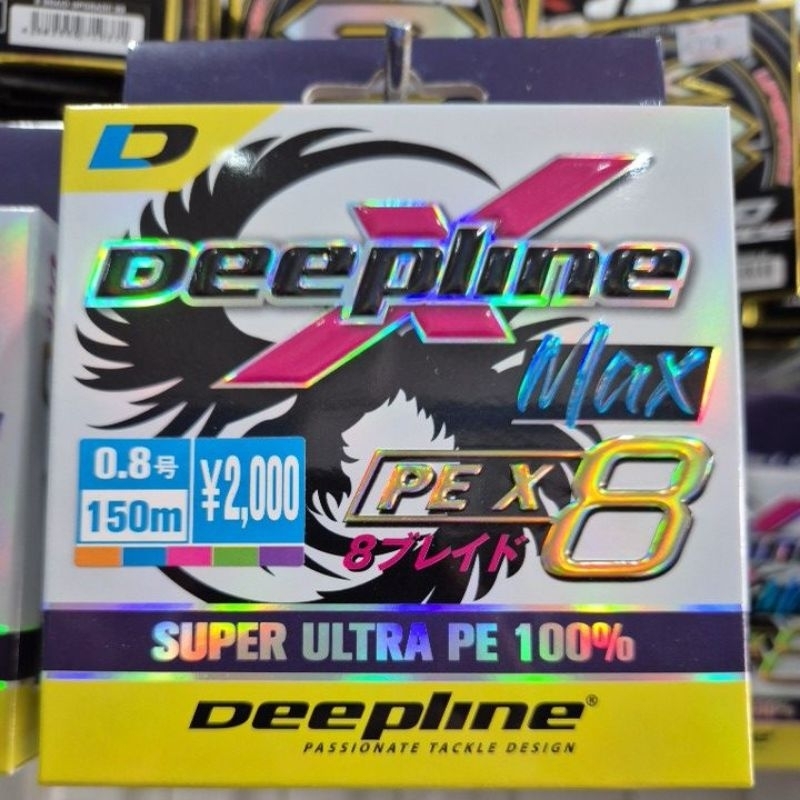 D
X
Deepline
Max
0.8号
150m
¥2,000
PE X 8
8ブレイド
SUPER ULTRA PE 100%
Deepline®
PASSIONATE TACKLE DESIGN